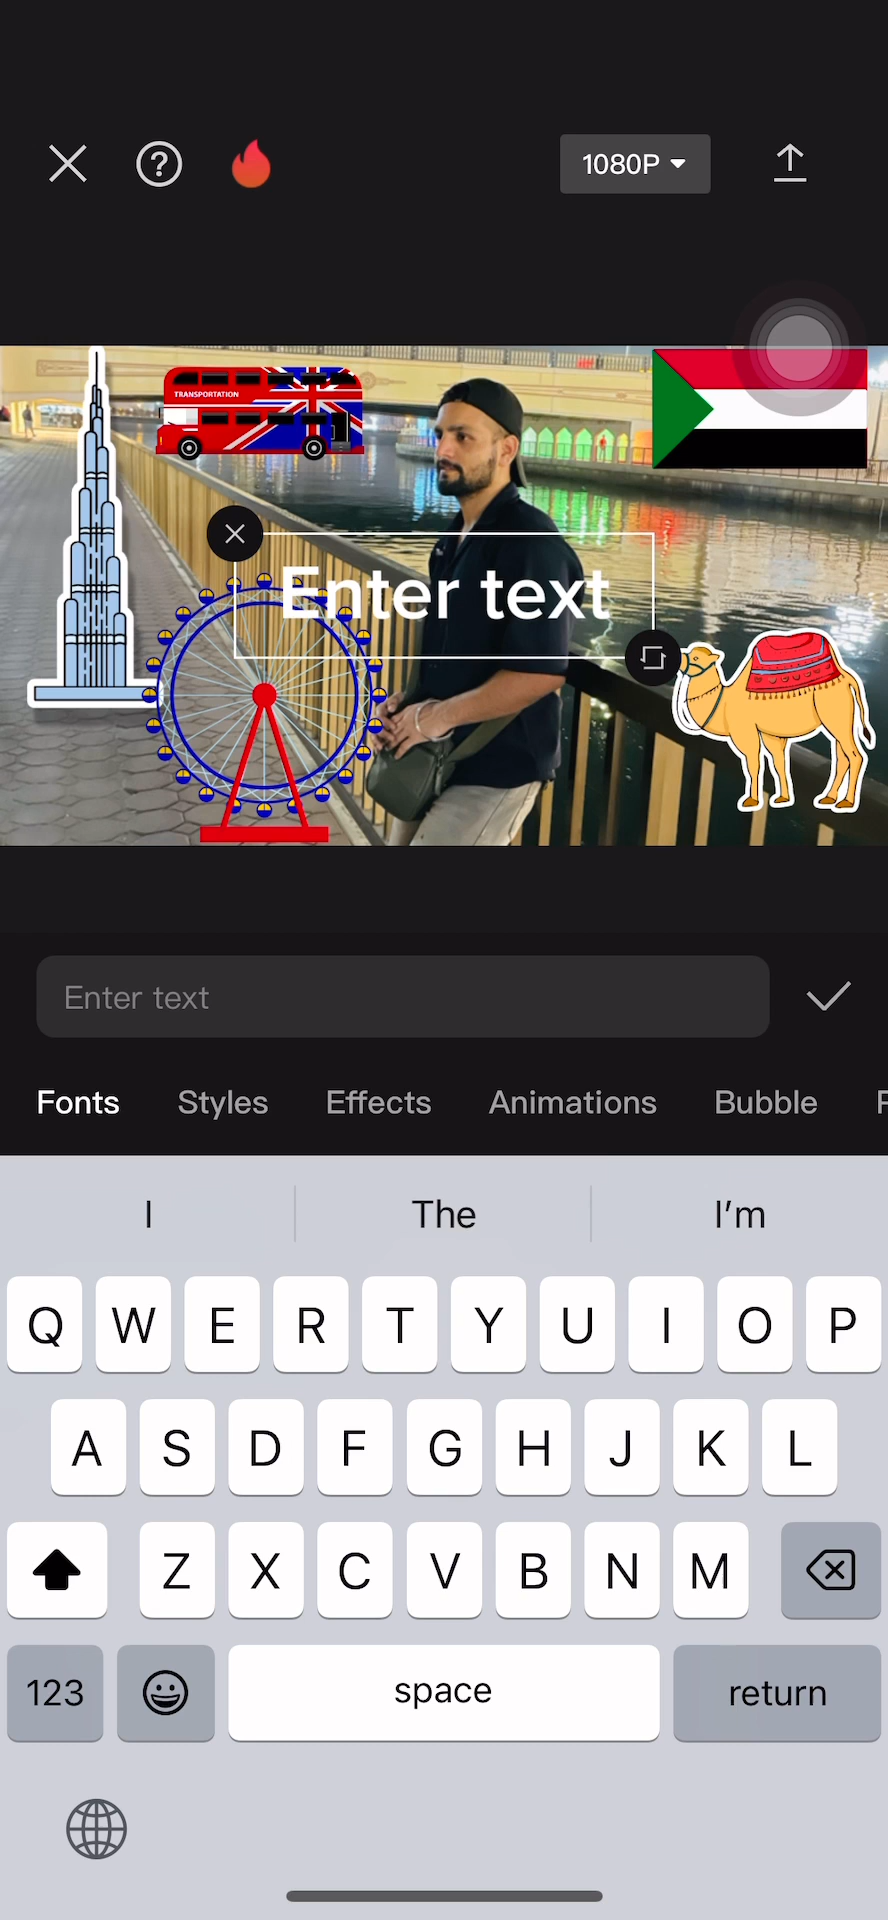 1080P
TRANSPORTATION
Enter text
Enter text
Fonts Styles Effects Animations Bubble
I The I'm
Q W E R T Y U I O P
A S D F G H J K L
Z X C V B N M
123 space return